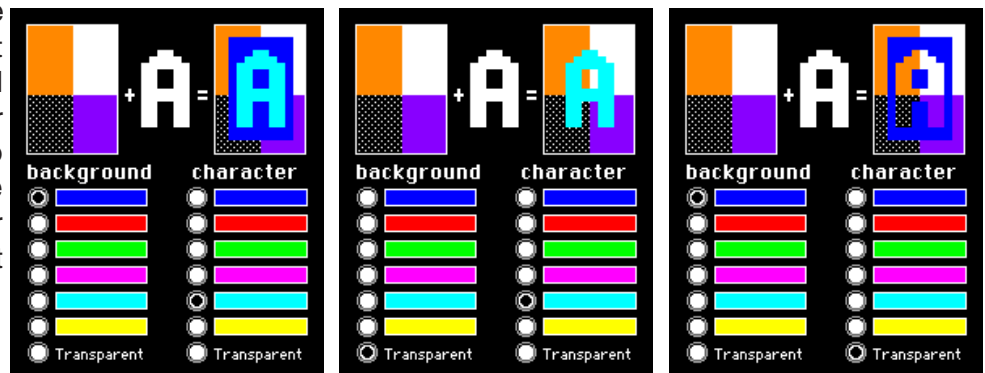 + A = A
background character
Transparent Transparent
+ A = A
background character
Transparent Transparent
+ A = A
background character
Transparent Transparent